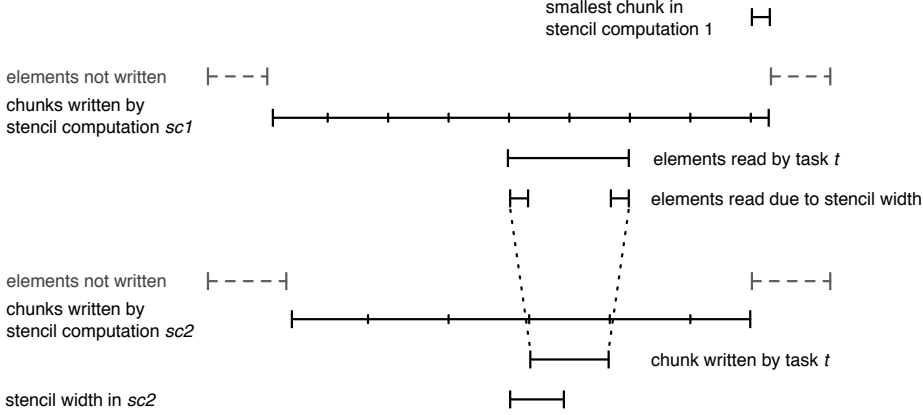 smallest chunk in
stencil computation 1
elements not written
chunks written by
stencil computation sc1
elements read by task t
elements read due to stencil width
elements not written
chunks written by
stencil computation sc2
chunk written by task t
stencil width in sc2